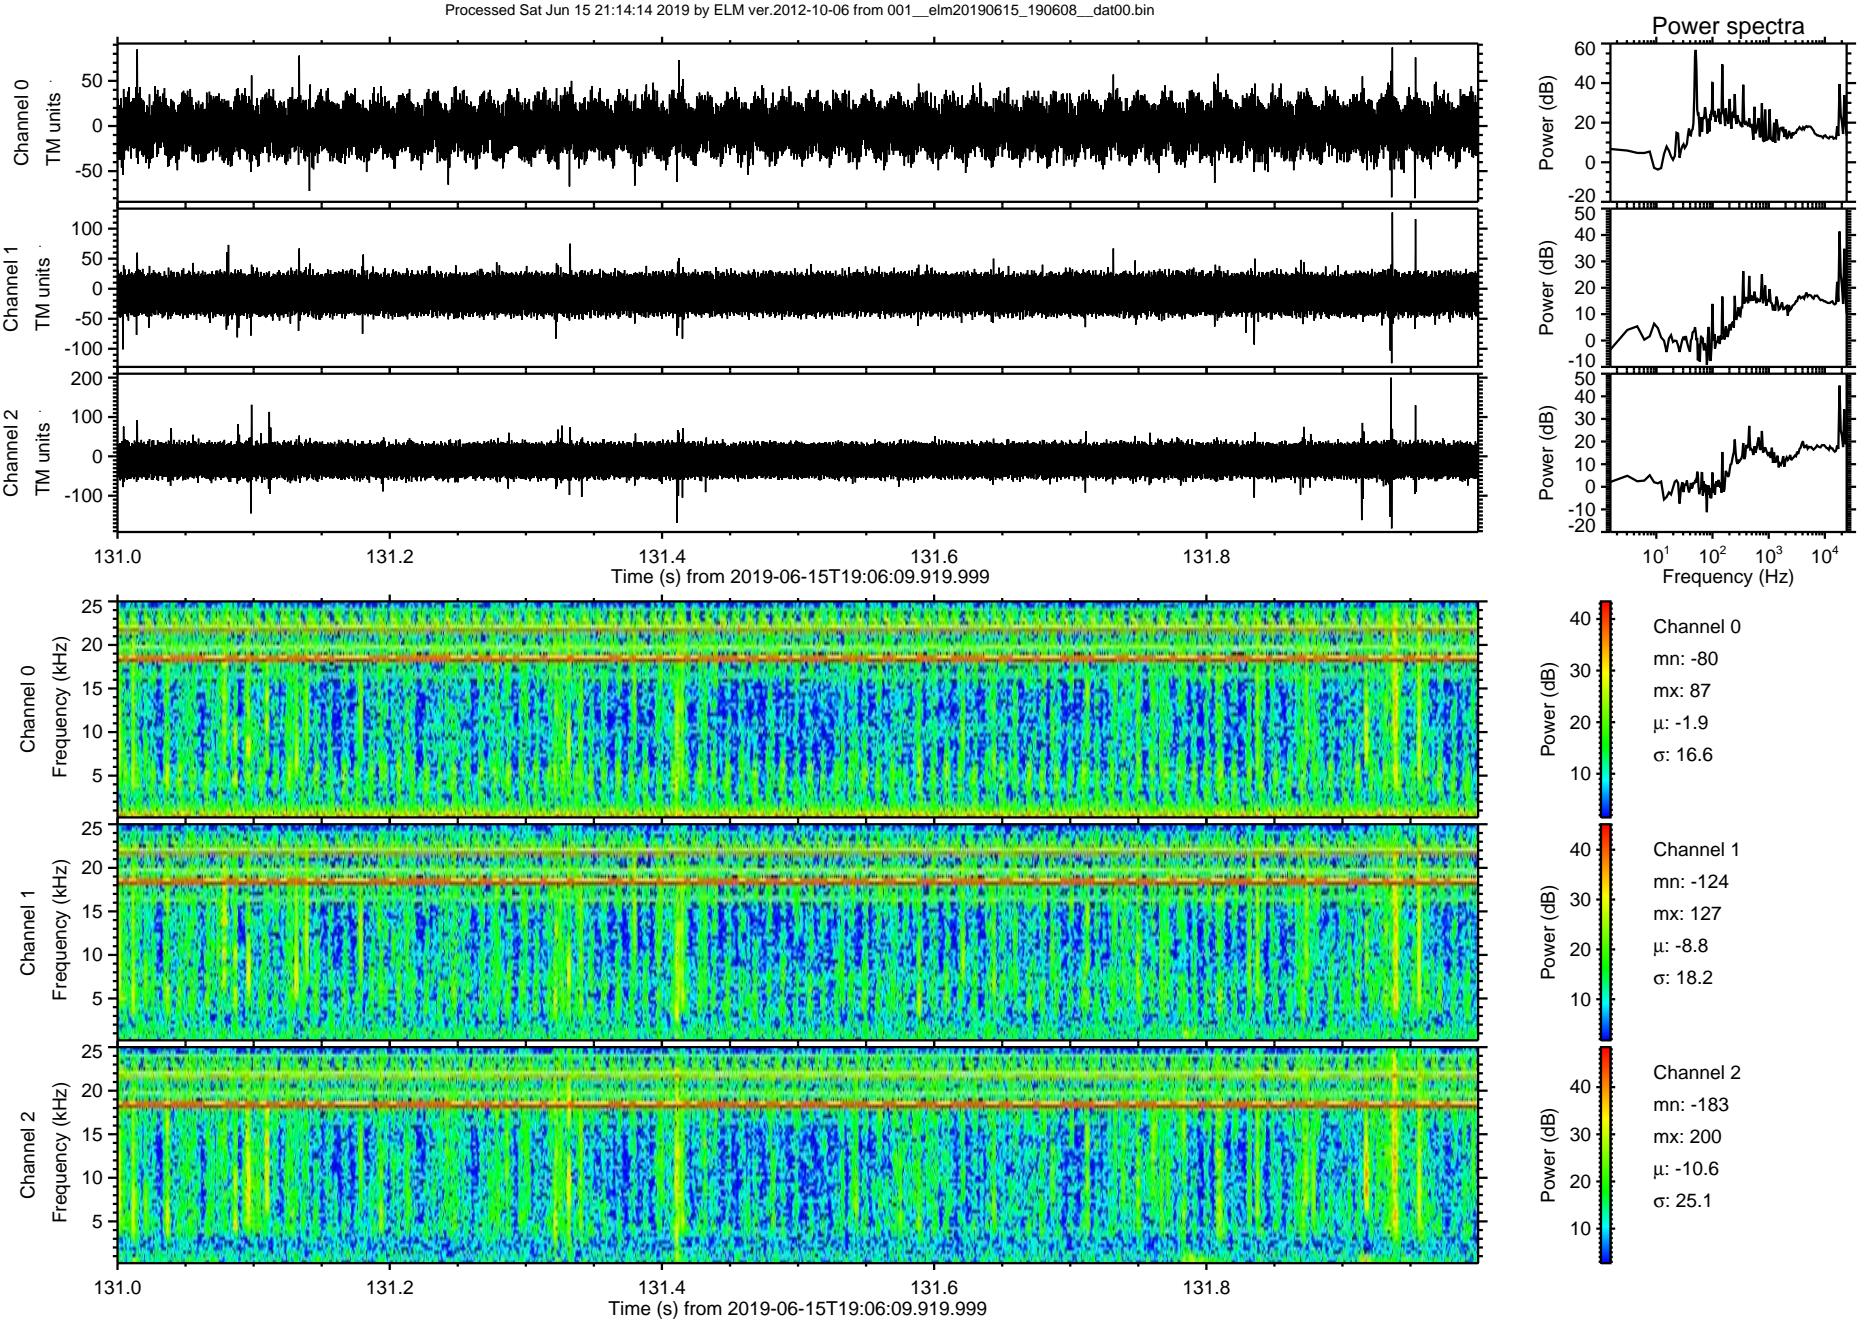 Processed Sat Jun 15 21:14:14 2019 by ELM ver.2012-10-06 from 001__elm20190615_190608__dat00.bin
Power spectra
Channel 0
TM units
50
0
-50
Power (dB)
60
40
20
0
-20
Channel 1
TM units
100
50
0
-50
-100
Power (dB)
50
40
30
20
10
0
-10
Channel 2
TM units
200
100
0
-100
Power (dB)
50
40
30
20
10
0
-10
-20
131.0 131.2 131.4 131.6 131.8
Time (s) from 2019-06-15T19:06:09.919.999
10¹ 10² 10³ 10⁴
Frequency (Hz)
Channel 0
Frequency (kHz)
25
20
15
10
5
Power (dB)
40
30
20
10
Channel 0
mn: -80
mx: 87
μ: -1.9
σ: 16.6
Channel 1
Frequency (kHz)
25
20
15
10
5
Power (dB)
40
30
20
10
Channel 1
mn: -124
mx: 127
μ: -8.8
σ: 18.2
Channel 2
Frequency (kHz)
25
20
15
10
5
Power (dB)
40
30
20
10
Channel 2
mn: -183
mx: 200
μ: -10.6
σ: 25.1
131.0 131.2 131.4 131.6 131.8
Time (s) from 2019-06-15T19:06:09.919.999